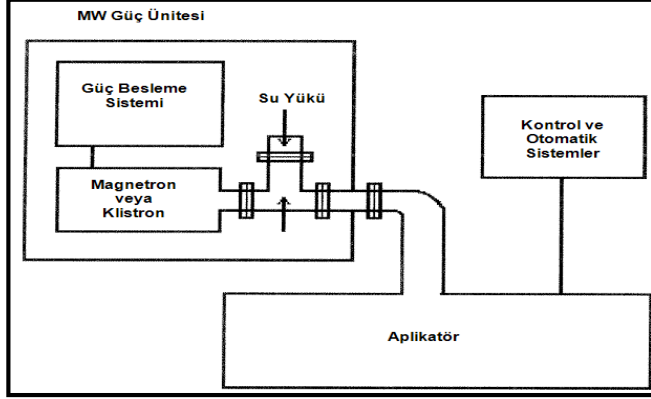 MW Güç Ünitesi
Güç Besleme
Sistemi
Su Yükü
Magnetron
veya
Klistron
Kontrol ve
Otomatik
Sistemler
Aplikatör